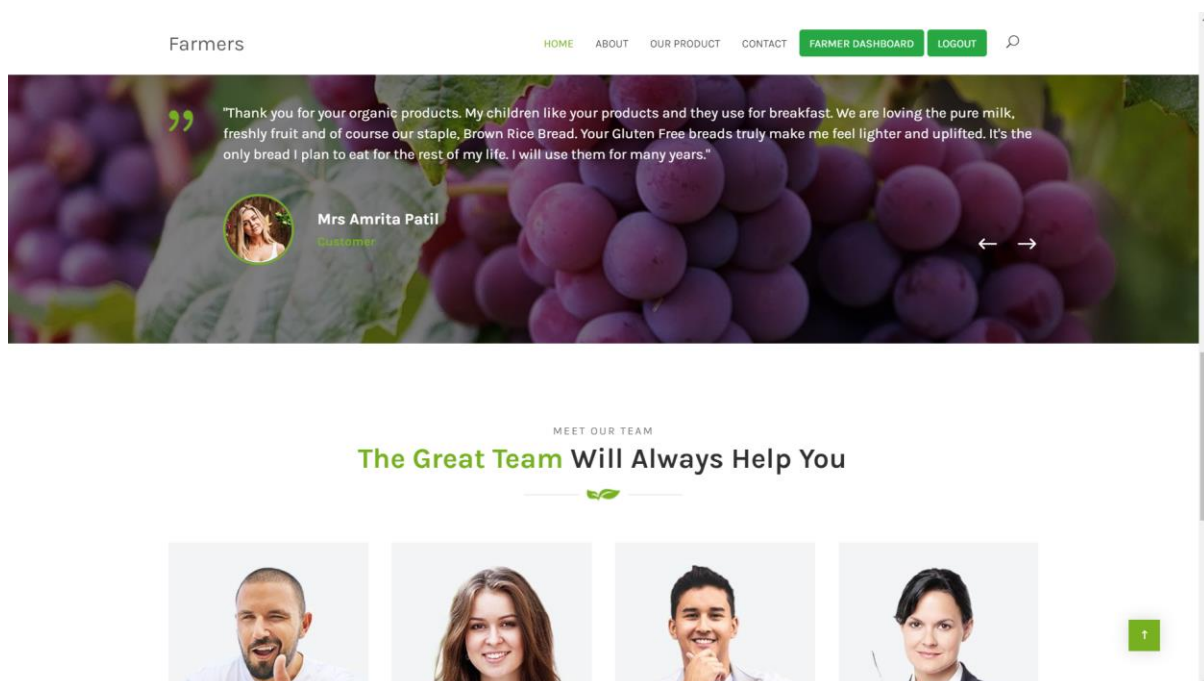 Farmers
HOME ABOUT OUR PRODUCT CONTACT FARMER DASHBOARD LOGOUT
"Thank you for your organic products. My children like your products and they use for breakfast. We are loving the pure milk,
freshly fruit and of course our staple, Brown Rice Bread. Your Gluten Free breads truly make me feel lighter and uplifted. It's the
only bread I plan to eat for the rest of my life. I will use them for many years."
Mrs Amrita Patil
Customer
MEET OUR TEAM
The Great Team Will Always Help You